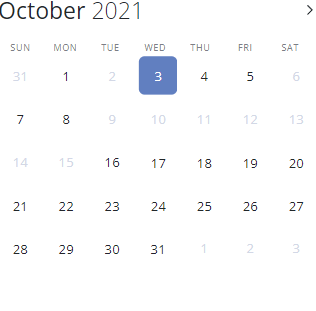 October 2021 >
SUN MON TUE WED THU FRI SAT
31 1 2 3 4 5 6
7 8 9 10 11 12 13
14 15 16 17 18 19 20
21 22 23 24 25 26 27
28 29 30 31 1 2 3